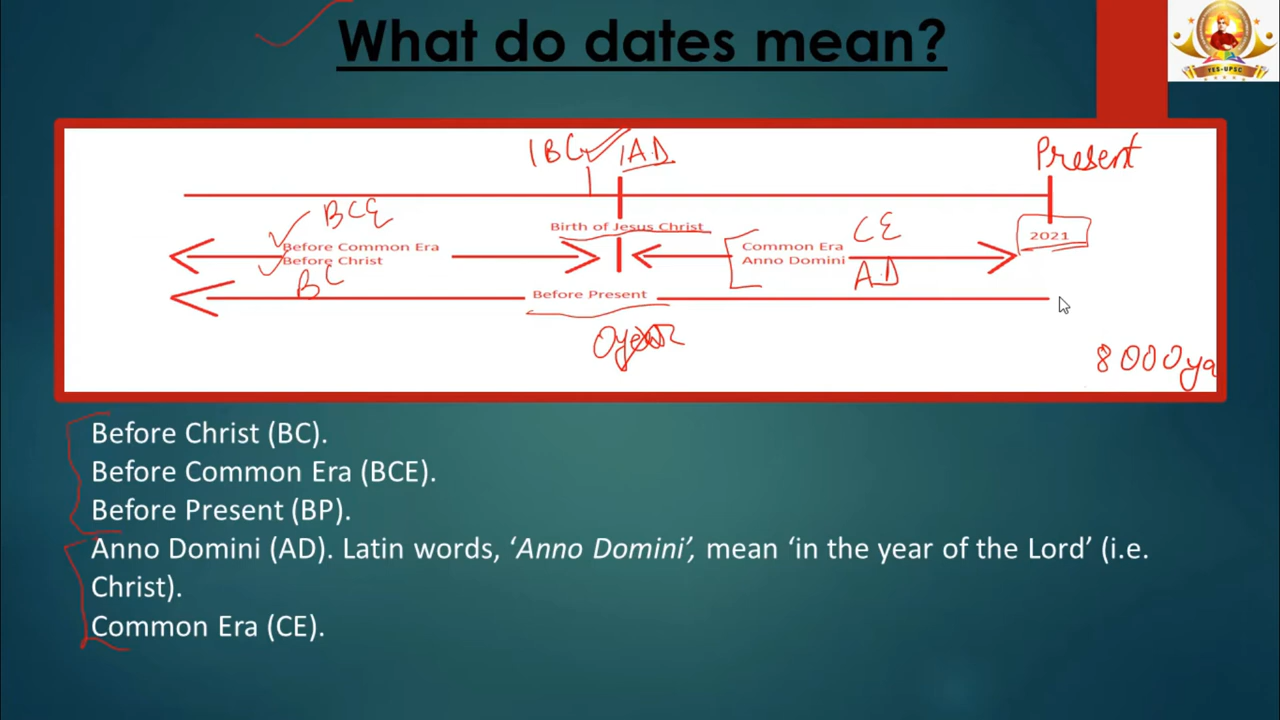 What do dates mean?
YES-UPSC
1BC 1AD
Present
BCE
Birth of Jesus Christ
CE
2021
Before Common Era
Before Christ
Common Era
Anno Domini
BC
AD
Before Present
0 year
8000ya
Before Christ (BC).
Before Common Era (BCE).
Before Present (BP).
Anno Domini (AD). Latin words, ‘Anno Domini’, mean ‘in the year of the Lord’ (i.e.
Christ).
Common Era (CE).